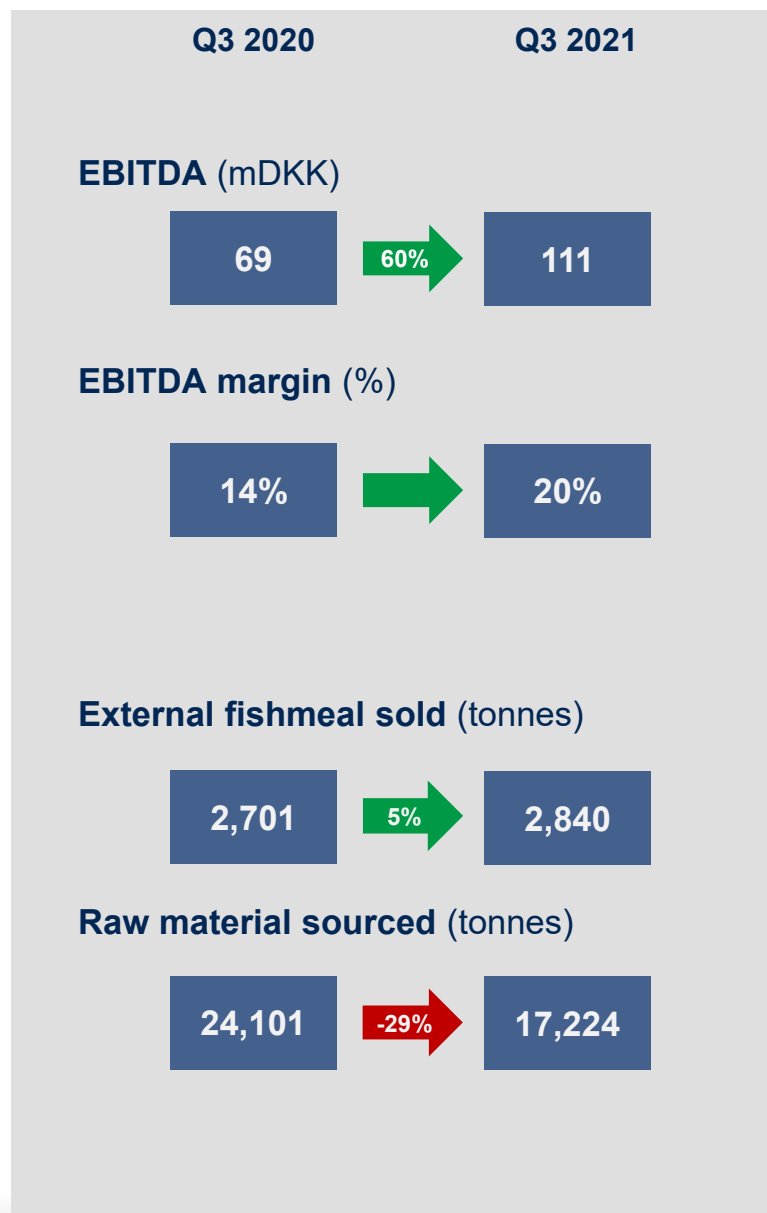 Q3 2020 Q3 2021
EBITDA (mDKK)
69 60% 111
EBITDA margin (%)
14% 20%
External fishmeal sold (tonnes)
2,701 5% 2,840
Raw material sourced (tonnes)
24,101 -29% 17,224